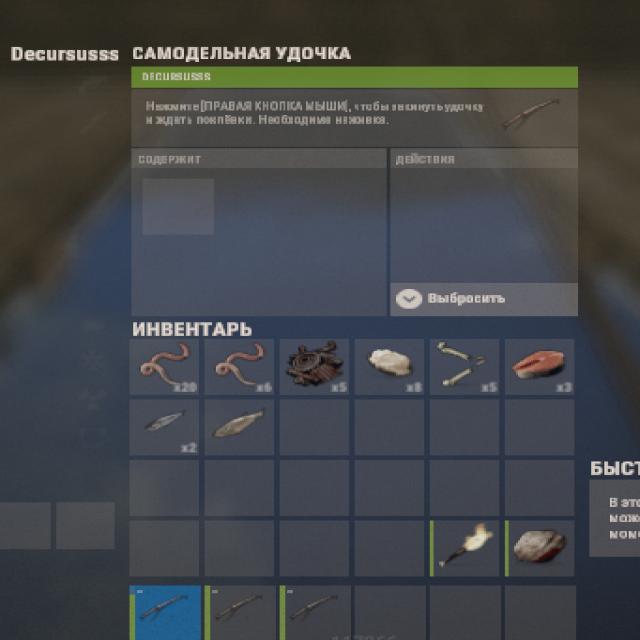 Decursusss
САМОДЕЛЬНАЯ УДОЧКА
DECURSUSSS
Нажмите [ПРАВАЯ КНОПКА МЫШИ], чтобы закинуть удочку
и ждать поклёвки. Необходима наживка.
СОДЕРЖИТ
ДЕЙСТВИЯ
Выбросить
ИНВЕНТАРЬ
x20 x6 x5 x8 x5 x3
x2
БЫСТ
В это
мож
мом